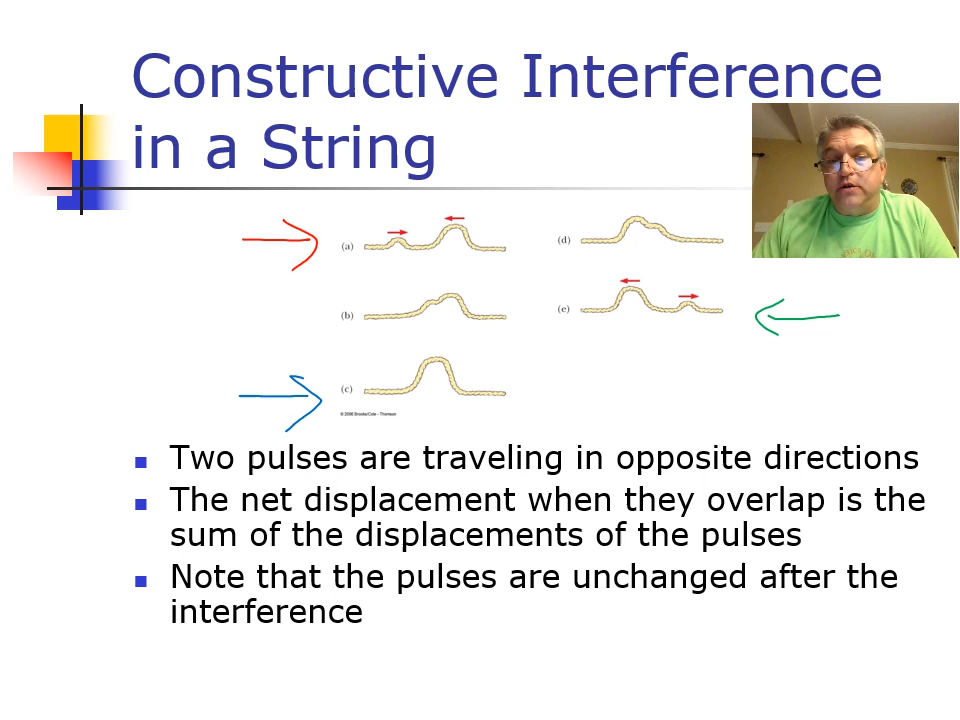 Constructive Interference
in a String
(a)
(d)
(b)
(e)
(c)
© 2006 Brooks/Cole - Thomson
Two pulses are traveling in opposite directions
The net displacement when they overlap is the
sum of the displacements of the pulses
Note that the pulses are unchanged after the
interference